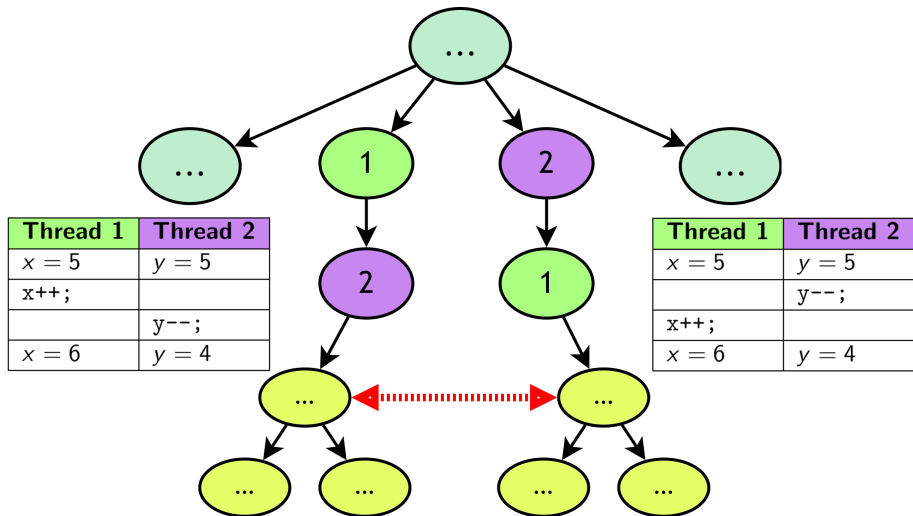 ...
... 1 2 ...
Thread 1 Thread 2
x = 5 y = 5
x++;
y--;
x = 6 y = 4
2 1
Thread 1 Thread 2
x = 5 y = 5
y--;
x++;
x = 6 y = 4
... ...
... ... ... ...